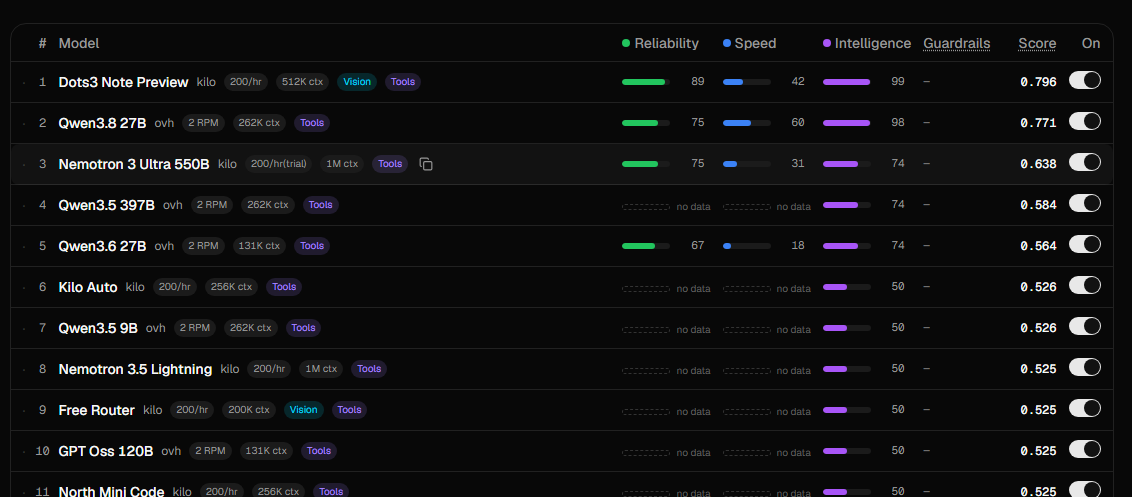 # Model Reliability Speed Intelligence Guardrails Score On
1 Dots3 Note Preview kilo 200/hr 512K ctx Vision Tools 89 42 99 – 0.796
2 Qwen3.8 27B ovh 2 RPM 262K ctx Tools 75 60 98 – 0.771
3 Nemotron 3 Ultra 550B kilo 200/hr(trial) 1M ctx Tools 75 31 74 – 0.638
4 Qwen3.5 397B ovh 2 RPM 262K ctx Tools no data no data 74 – 0.584
5 Qwen3.6 27B ovh 2 RPM 131K ctx Tools 67 18 74 – 0.564
6 Kilo Auto kilo 200/hr 256K ctx Tools no data no data 50 – 0.526
7 Qwen3.5 9B ovh 2 RPM 262K ctx Tools no data no data 50 – 0.526
8 Nemotron 3.5 Lightning kilo 200/hr 1M ctx Tools no data no data 50 – 0.525
9 Free Router kilo 200/hr 200K ctx Vision Tools no data no data 50 – 0.525
10 GPT Oss 120B ovh 2 RPM 131K ctx Tools no data no data 50 – 0.525
11 North Mini Code kilo 200/hr 256K ctx Tools no data no data 50 – 0.525